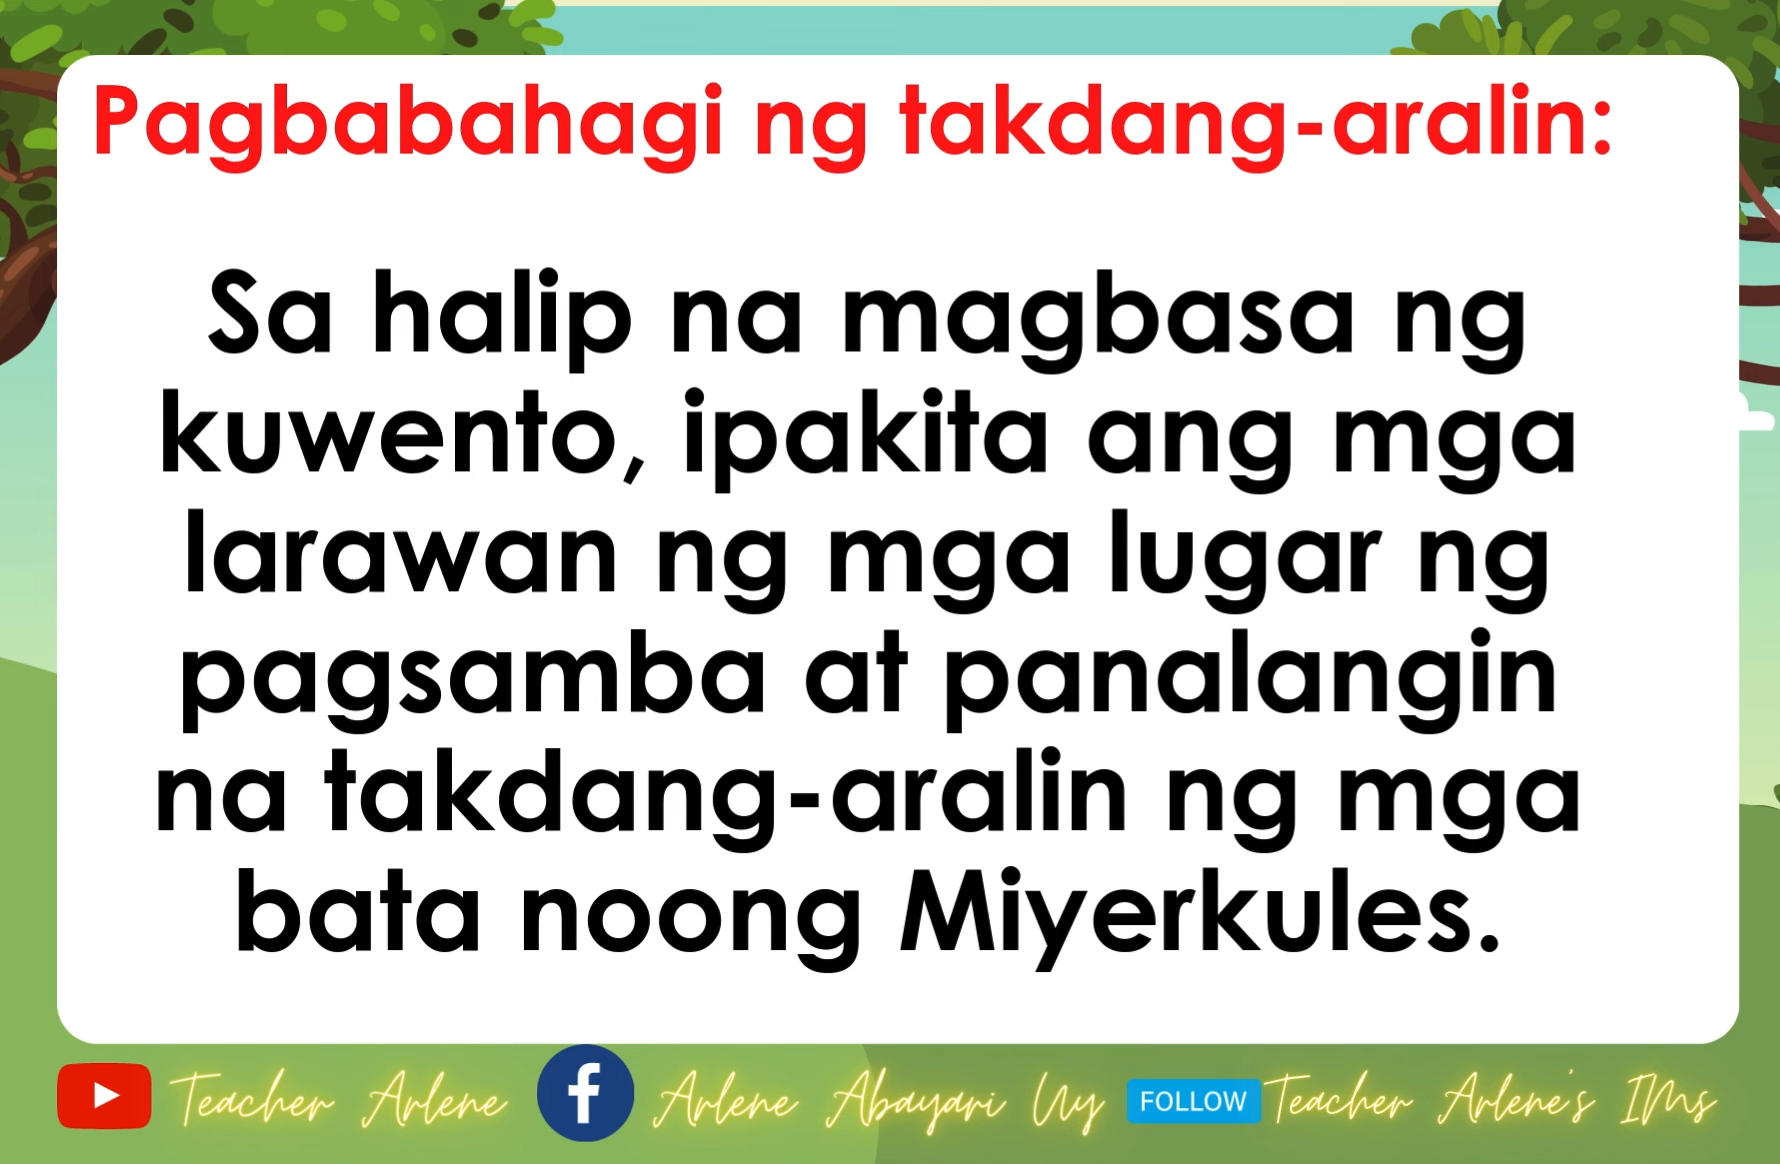 Pagbabahagi ng takdang-aralin:
Sa halip na magbasa ng
kuwento, ipakita ang mga
larawan ng mga lugar ng
pagsamba at panalangin
na takdang-aralin ng mga
bata noong Miyerkules.
Teacher Arlene f Arlene Abayari Uy FOLLOW Teacher Arlene's IMs